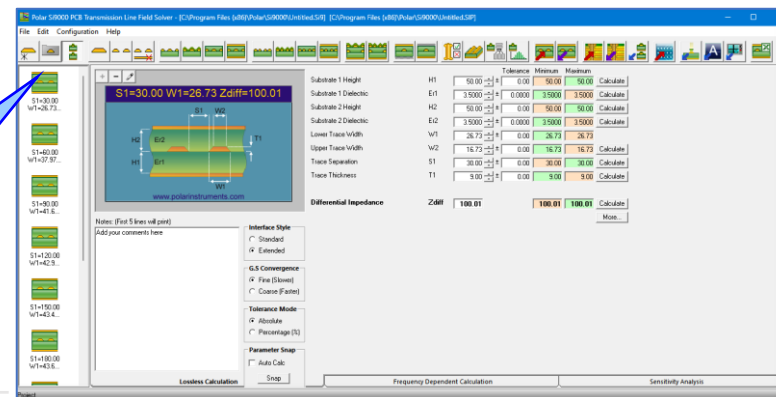 Polar Si9000 PCB Transmission Line Field Solver - [C:\Program Files (x86)\Polar\Si9000\Untitled.Si9] [C:\Program Files (x86)\Polar\Si9000\Untitled.SIP]
File Edit Configuration Help
S1=30.00
W1=26.73...
S1=60.00
W1=37.97...
S1=90.00
W1=41.6...
S1=120.00
W1=42.9...
S1=150.00
W1=43.4...
S1=180.00
W1=43.6...
S1=30.00 W1=26.73 Zdiff=100.01
S1 W2
H2 Er2 T1
H1 Er1
W1
www.polarinstruments.com
Notes: (First 5 lines will print)
Add your comments here
Interface Style
Standard
Extended
G.S Convergence
Fine (Slower)
Coarse (Faster)
Tolerance Mode
Absolute
Percentage (%)
Parameter Snap
Auto Calc
Snap
Tolerance Minimum Maximum
Substrate 1 Height H1 50.00 ± 0.00 50.00 50.00 Calculate
Substrate 1 Dielectric Er1 3.5000 ± 0.0000 3.5000 3.5000 Calculate
Substrate 2 Height H2 50.00 ± 0.00 50.00 50.00 Calculate
Substrate 2 Dielectric Er2 3.5000 ± 0.0000 3.5000 3.5000 Calculate
Lower Trace Width W1 26.73 ± 0.00 26.73 26.73
Upper Trace Width W2 16.73 ± 0.00 16.73 16.73 Calculate
Trace Separation S1 30.00 ± 0.00 30.00 30.00 Calculate
Trace Thickness T1 9.00 ± 0.00 9.00 9.00 Calculate
Differential Impedance Zdiff 100.01 100.01 100.01 Calculate
More...
Lossless Calculation Frequency Dependent Calculation Sensitivity Analysis
Project